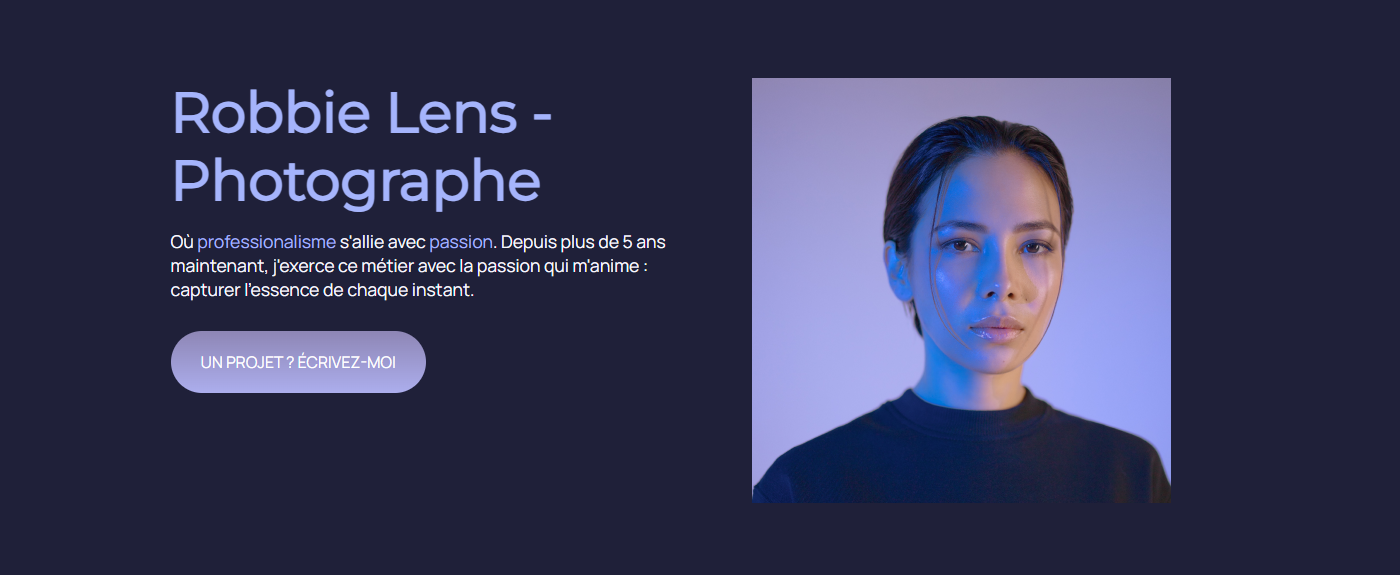 Robbie Lens -
Photographe
Où professionalisme s'allie avec passion. Depuis plus de 5 ans
maintenant, j'exerce ce métier avec la passion qui m'anime :
capturer l'essence de chaque instant.
UN PROJET ? ÉCRIVEZ-MOI